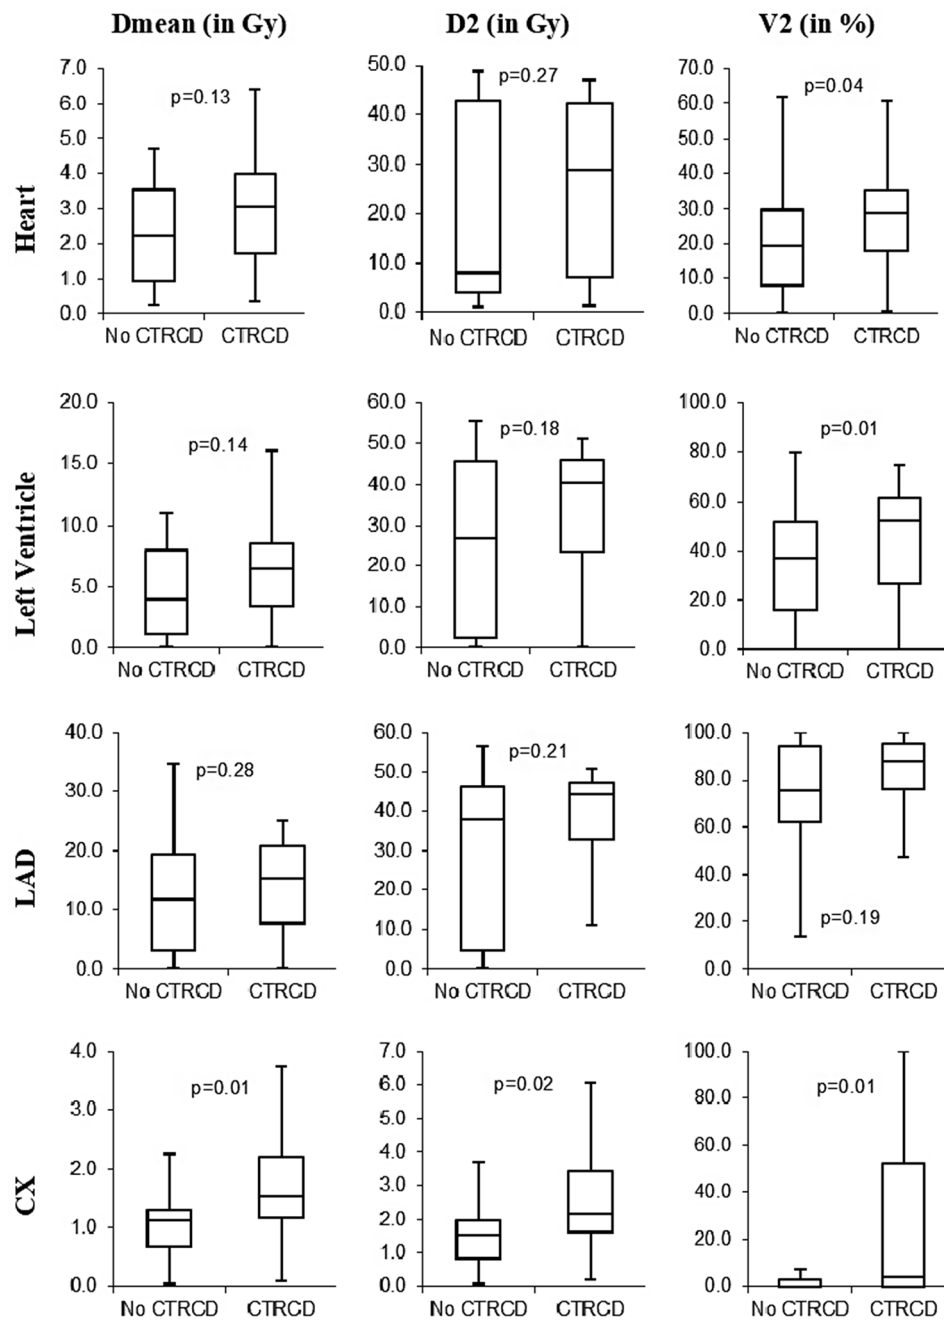 Dmean (in Gy) D2 (in Gy) V2 (in %)
Heart
7.0
6.0
5.0
4.0
3.0
2.0
1.0
0.0
p=0.13
No CTRCD CTRCD
50.0
40.0
30.0
20.0
10.0
0.0
p=0.27
No CTRCD CTRCD
70.0
60.0
50.0
40.0
30.0
20.0
10.0
0.0
p=0.04
No CTRCD CTRCD
Left Ventricle
20.0
15.0
10.0
5.0
0.0
p=0.14
No CTRCD CTRCD
60.0
50.0
40.0
30.0
20.0
10.0
0.0
p=0.18
No CTRCD CTRCD
100.0
80.0
60.0
40.0
20.0
0.0
p=0.01
No CTRCD CTRCD
LAD
40.0
30.0
20.0
10.0
0.0
p=0.28
No CTRCD CTRCD
60.0
50.0
40.0
30.0
20.0
10.0
0.0
p=0.21
No CTRCD CTRCD
100.0
80.0
60.0
40.0
20.0
0.0
p=0.19
No CTRCD CTRCD
CX
4.0
3.0
2.0
1.0
0.0
p=0.01
No CTRCD CTRCD
7.0
6.0
5.0
4.0
3.0
2.0
1.0
0.0
p=0.02
No CTRCD CTRCD
100.0
80.0
60.0
40.0
20.0
0.0
p=0.01
No CTRCD CTRCD